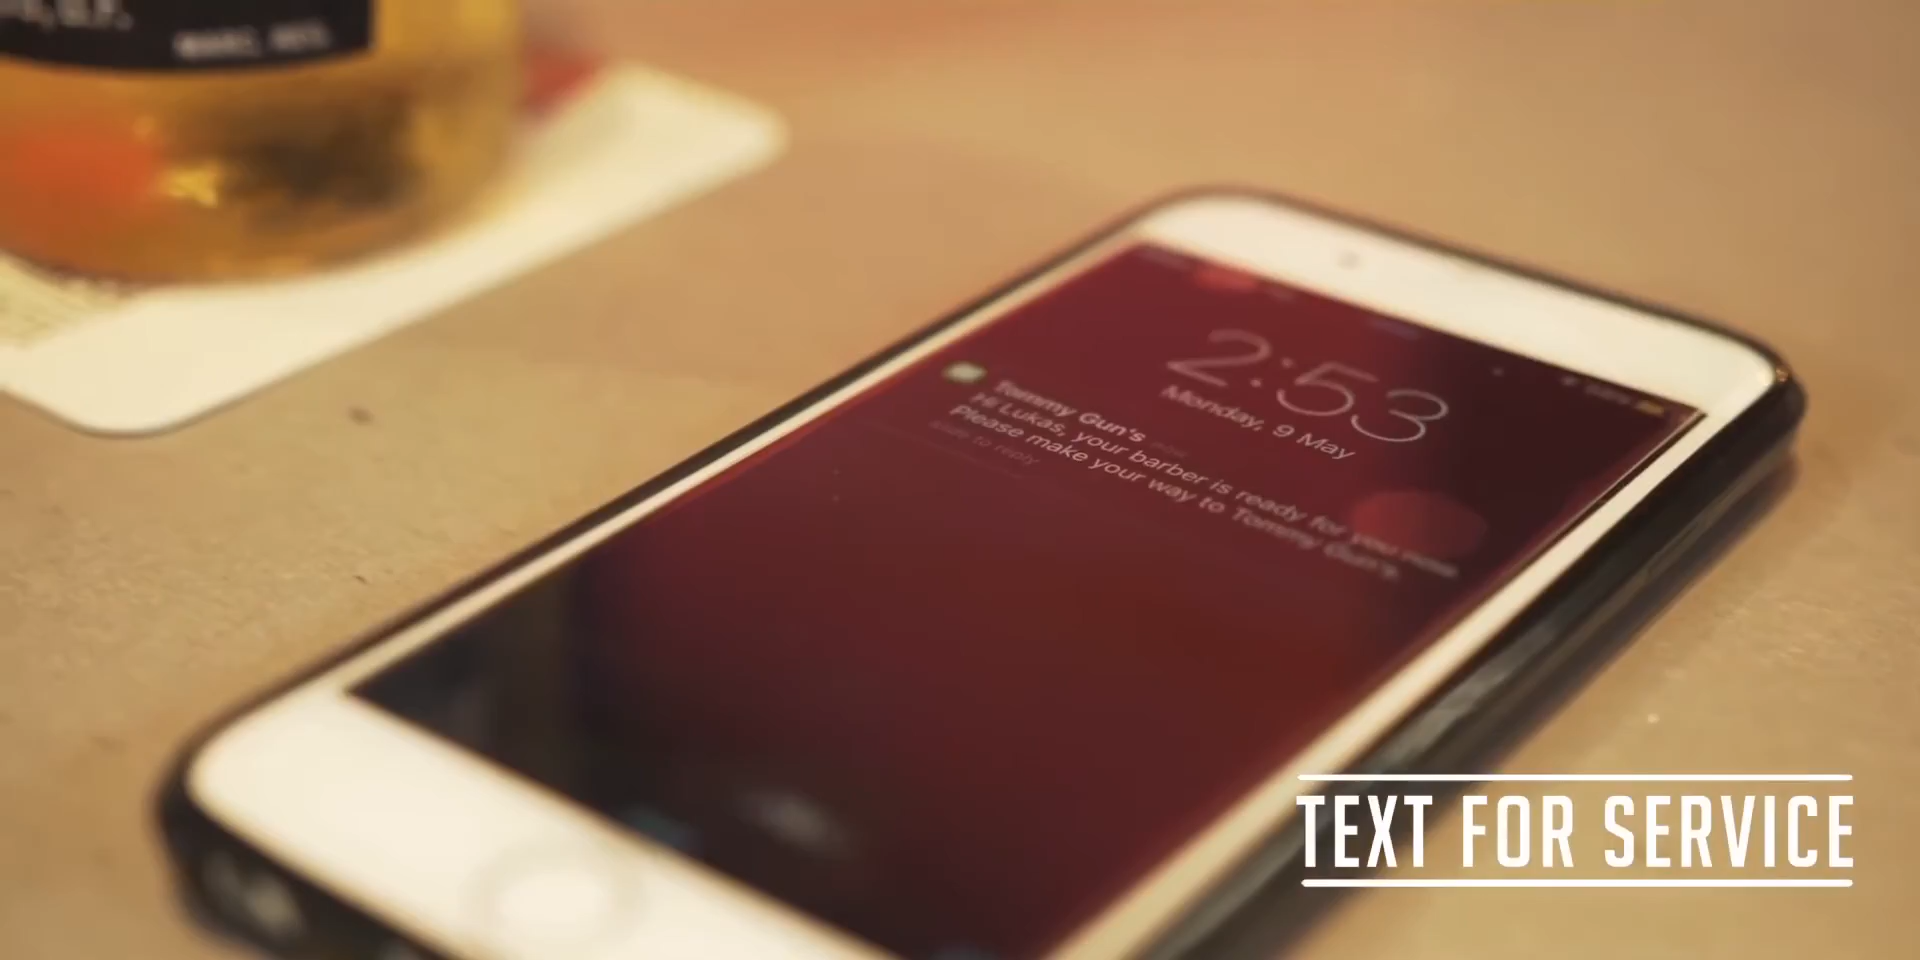 2:53
Monday, 9 May
Tommy Gun's now
Hi Lukas, your barber is ready for you now.
Please make your way to Tommy Gun's.
slide to reply
TEXT FOR SERVICE